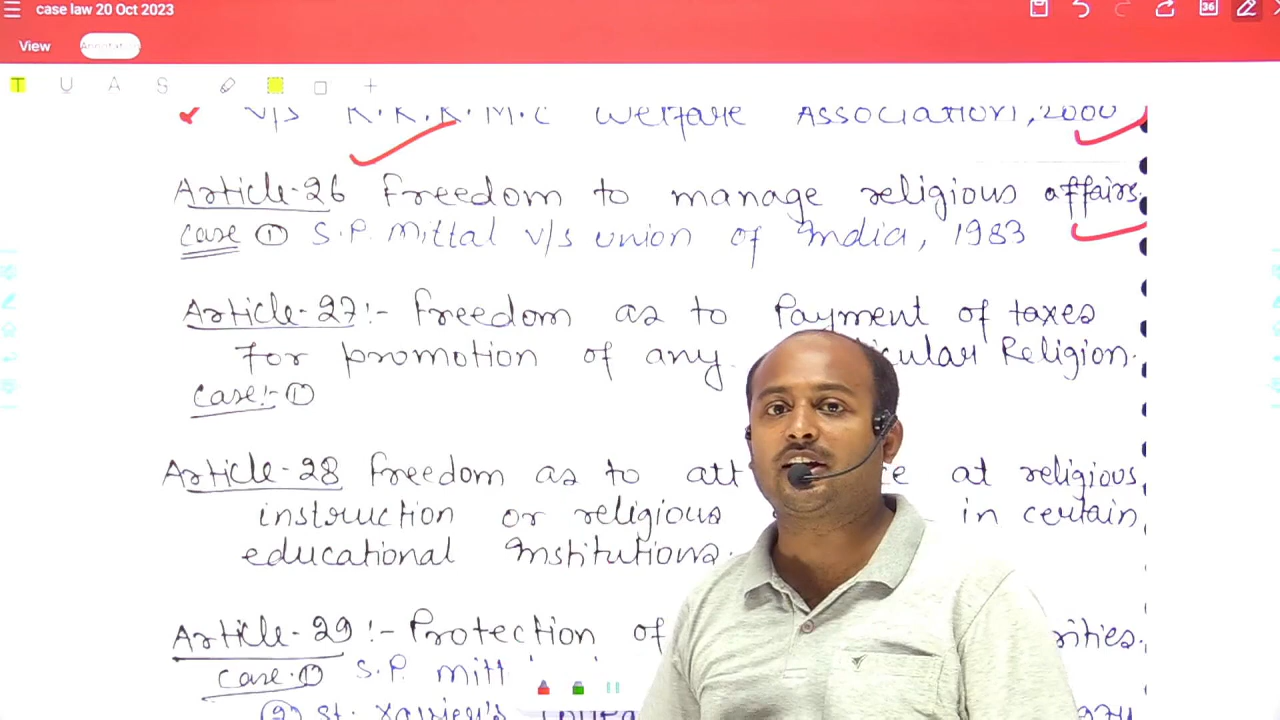 case law 20 Oct 2023
36
View
T U A S
v/s K.K.K.M.C Welfare Association, 2000
Article-26 Freedom to manage religious affairs.
case ① S.P. Mittal v/s union of India, 1983
Article-27:- Freedom as to Payment of taxes
For promotion of any Religion.
case:- ①
Article-28 Freedom as to at religious
instruction or religious in certain
educational Institutions.
Article-29:- Protection of
case.① S.P.
② St.